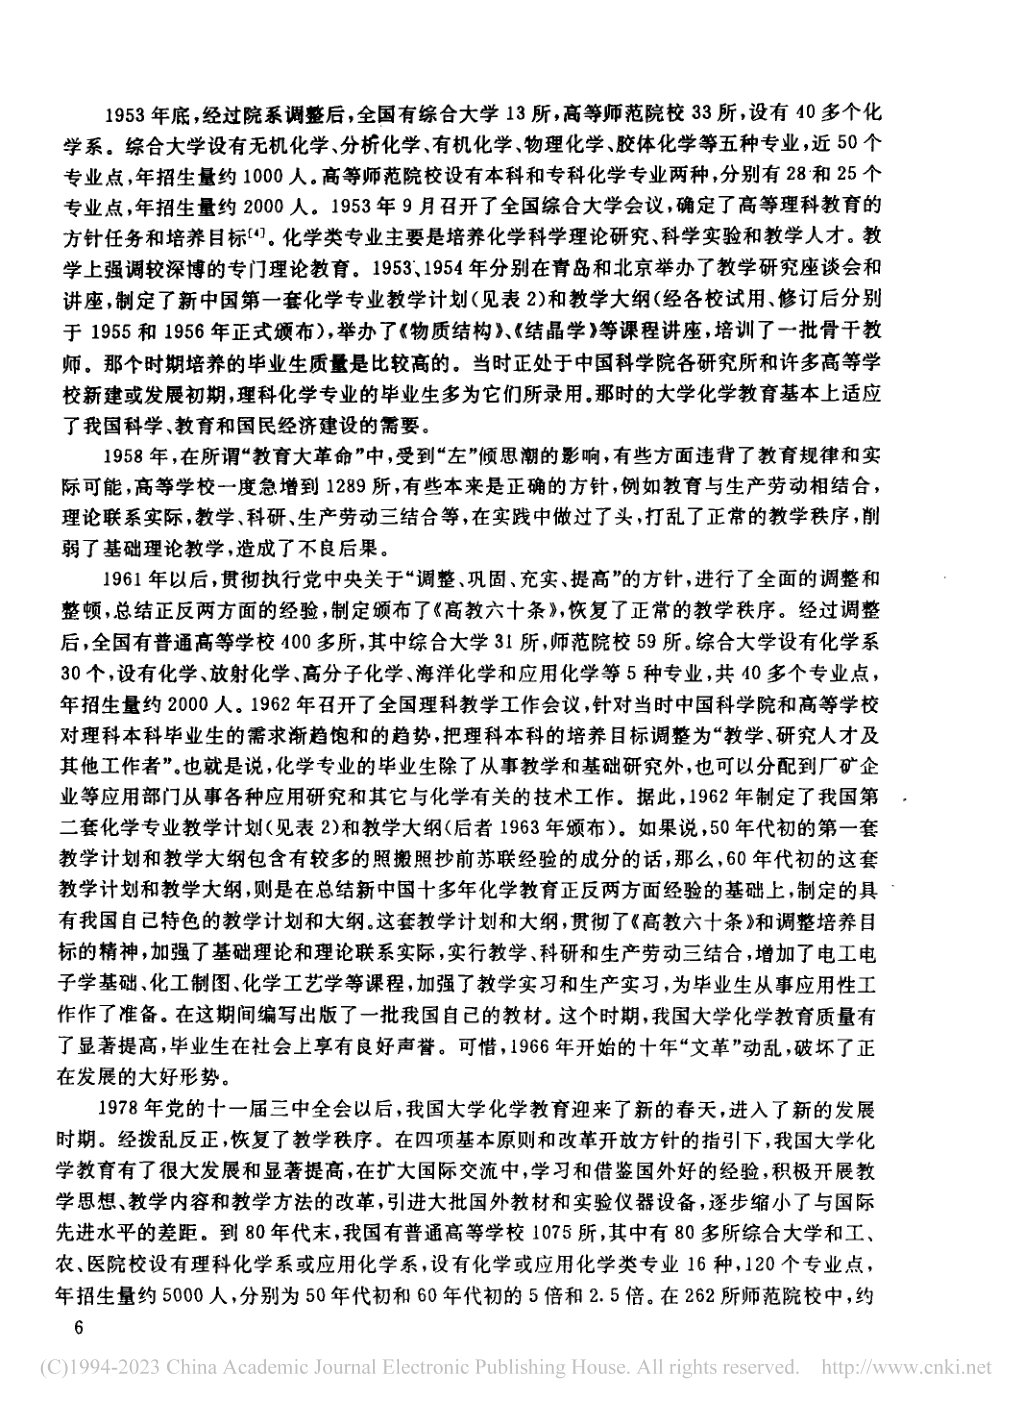 1953 年底,经过院系调整后,全国有综合大学 13 所,高等师范院校 33 所,设有 40 多个化
学系。综合大学设有无机化学、分析化学、有机化学、物理化学、胶体化学等五种专业,近 50 个
专业点,年招生量约 1000 人。高等师范院校设有本科和专科化学专业两种,分别有 28 和 25 个
专业点,年招生量约 2000 人。1953 年 9 月召开了全国综合大学会议,确定了高等理科教育的
方针任务和培养目标[4]。化学类专业主要是培养化学科学理论研究、科学实验和教学人才。教
学上强调较深博的专门理论教育。1953、1954 年分别在青岛和北京举办了教学研究座谈会和
讲座,制定了新中国第一套化学专业教学计划(见表 2)和教学大纲(经各校试用、修订后分别
于 1955 和 1956 年正式颁布),举办了《物质结构》、《结晶学》等课程讲座,培训了一批骨干教
师。那个时期培养的毕业生质量是比较高的。当时正处于中国科学院各研究所和许多高等学
校新建或发展初期,理科化学专业的毕业生多为它们所录用。那时的大学化学教育基本上适应
了我国科学、教育和国民经济建设的需要。
1958 年,在所谓“教育大革命”中,受到“左”倾思潮的影响,有些方面违背了教育规律和实
际可能,高等学校一度急增到 1289 所,有些本来是正确的方针,例如教育与生产劳动相结合,
理论联系实际,教学、科研、生产劳动三结合等,在实践中做过了头,打乱了正常的教学秩序,削
弱了基础理论教学,造成了不良后果。
1961 年以后,贯彻执行党中央关于“调整、巩固、充实、提高”的方针,进行了全面的调整和
整顿,总结正反两方面的经验,制定颁布了《高教六十条》,恢复了正常的教学秩序。经过调整
后,全国有普通高等学校 400 多所,其中综合大学 31 所,师范院校 59 所。综合大学设有化学系
30 个,设有化学、放射化学、高分子化学、海洋化学和应用化学等 5 种专业,共 40 多个专业点,
年招生量约 2000 人。1962 年召开了全国理科教学工作会议,针对当时中国科学院和高等学校
对理科本科毕业生的需求渐趋饱和的趋势,把理科本科的培养目标调整为“教学、研究人才及
其他工作者”。也就是说,化学专业的毕业生除了从事教学和基础研究外,也可以分配到厂矿企
业等应用部门从事各种应用研究和其它与化学有关的技术工作。据此,1962 年制定了我国第
二套化学专业教学计划(见表 2)和教学大纲(后者 1963 年颁布)。如果说,50 年代初的第一套
教学计划和教学大纲包含有较多的照搬照抄前苏联经验的成分的话,那么,60 年代初的这套
教学计划和教学大纲,则是在总结新中国十多年化学教育正反两方面经验的基础上,制定的具
有我国自己特色的教学计划和大纲。这套教学计划和大纲,贯彻了《高教六十条》和调整培养目
标的精神,加强了基础理论和理论联系实际,实行教学、科研和生产劳动三结合,增加了电工电
子学基础、化工制图、化学工艺学等课程,加强了教学实习和生产实习,为毕业生从事应用性工
作作了准备。在这期间编写出版了一批我国自己的教材。这个时期,我国大学化学教育质量有
了显著提高,毕业生在社会上享有良好声誉。可惜,1966 年开始的十年“文革”动乱,破坏了正
在发展的大好形势。
1978 年党的十一届三中全会以后,我国大学化学教育迎来了新的春天,进入了新的发展
时期。经拨乱反正,恢复了教学秩序。在四项基本原则和改革开放方针的指引下,我国大学化
学教育有了很大发展和显著提高,在扩大国际交流中,学习和借鉴国外好的经验,积极开展教
学思想、教学内容和教学方法的改革,引进大批国外教材和实验仪器设备,逐步缩小了与国际
先进水平的差距。到 80 年代末,我国有普通高等学校 1075 所,其中有 80 多所综合大学和工、
农、医院校设有理科化学系或应用化学系,设有化学或应用化学类专业 16 种,120 个专业点,
年招生量约 5000 人,分别为 50 年代初和 60 年代初的 5 倍和 2.5 倍。在 262 所师范院校中,约
6
(C)1994-2023 China Academic Journal Electronic Publishing House. All rights reserved. http://www.cnki.net